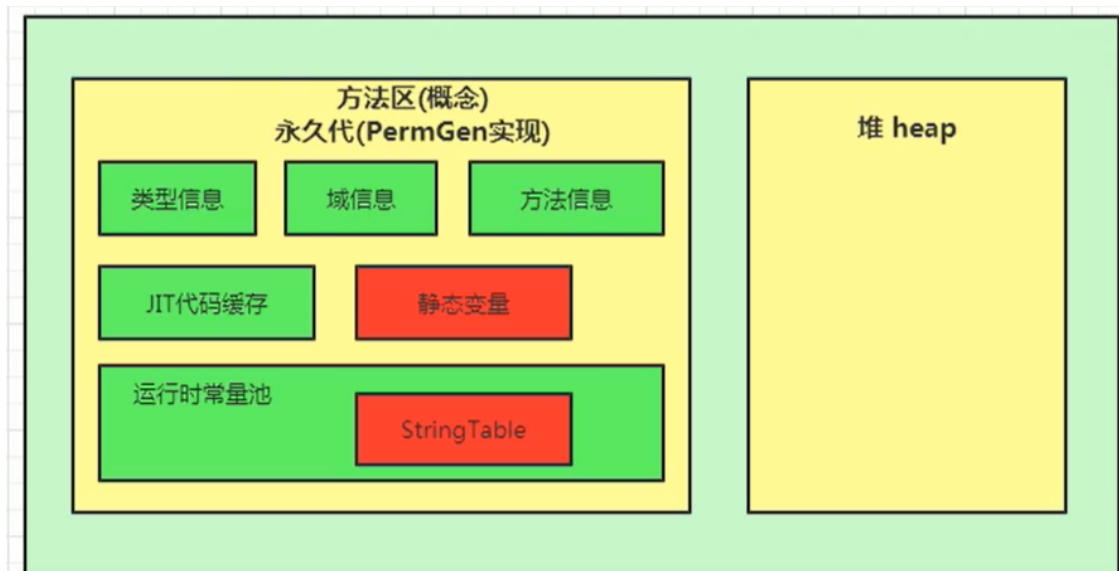 方法区(概念)
永久代(PermGen实现)
堆 heap
类型信息
域信息
方法信息
JIT代码缓存
静态变量
运行时常量池
StringTable